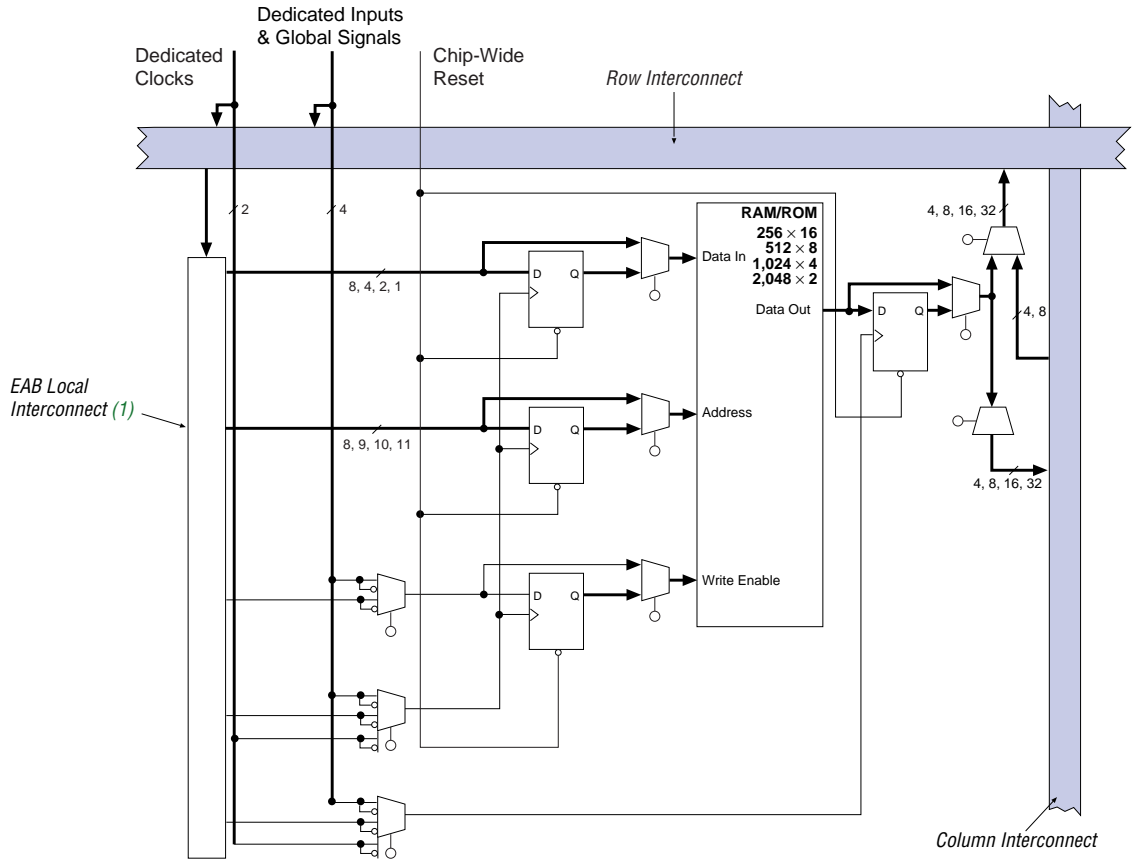 Dedicated Inputs
& Global Signals
Dedicated
Clocks
Chip-Wide
Reset
Row Interconnect
2
4
4, 8, 16, 32
RAM/ROM
256 × 16
512 × 8
1,024 × 4
2,048 × 2
Data In
D
Q
8, 4, 2, 1
Data Out
D
Q
4, 8
EAB Local
Interconnect (1)
Address
D
Q
8, 9, 10, 11
4, 8, 16, 32
Write Enable
D
Q
Column Interconnect